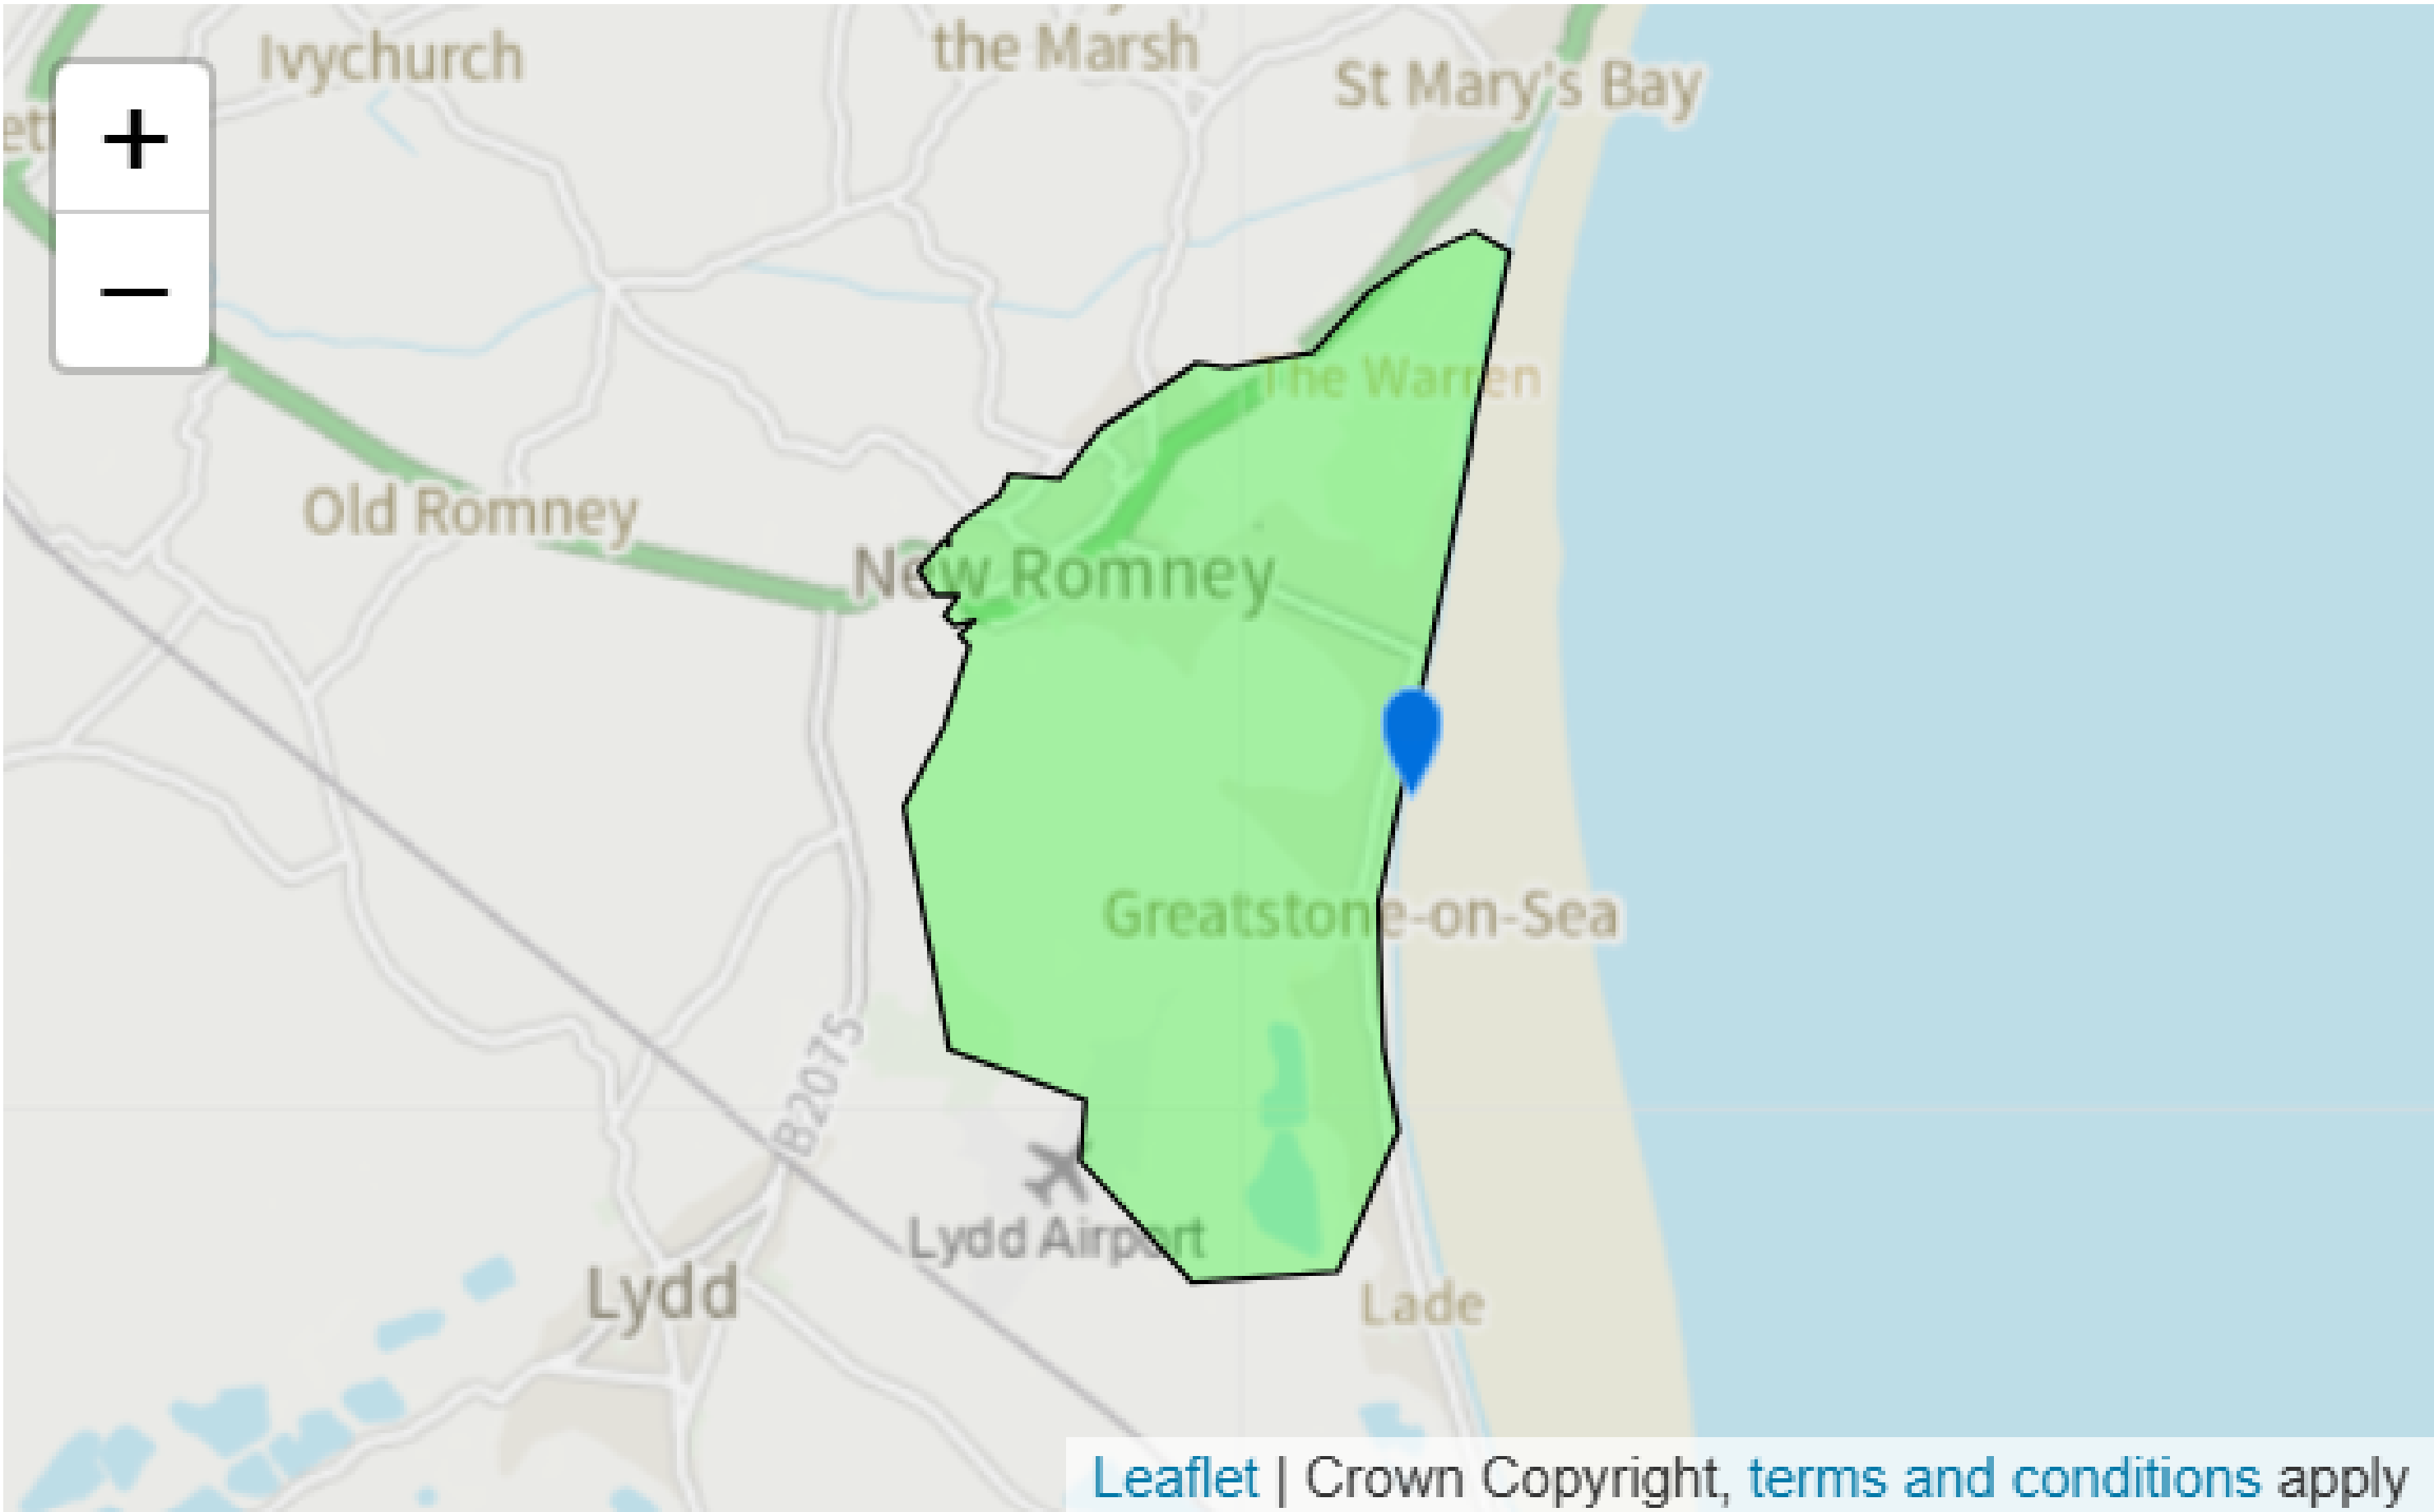 Ivychurch
the Marsh
St Mary's Bay
+
−
The Warren
Old Romney
New Romney
Greatstone-on-Sea
B2075
Lydd Airport
Lydd
Lade
Leaflet | Crown Copyright, terms and conditions apply